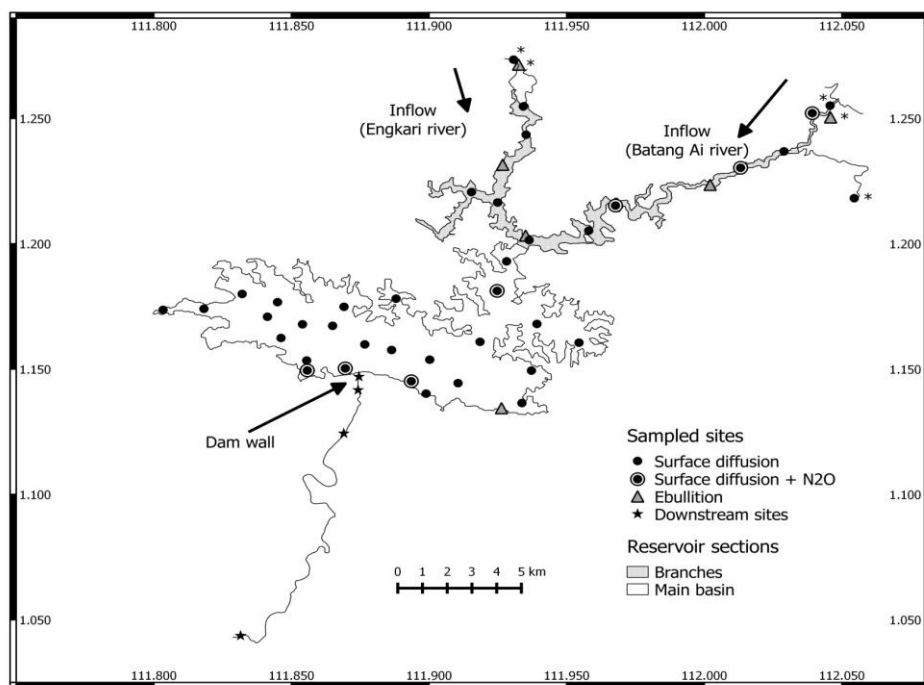 111.800 111.850 111.900 111.950 112.000 112.050
* *
Inflow
(Engkari river)
* *
Inflow
(Batang Ai river)
*
1.250 1.250
1.200 1.200
1.150 1.150
1.100 1.100
1.050 1.050
Dam wall
Sampled sites
Surface diffusion
Surface diffusion + N2O
Ebullition
Downstream sites
Reservoir sections
Branches
Main basin
0 1 2 3 4 5 km
111.800 111.850 111.900 111.950 112.000 112.050